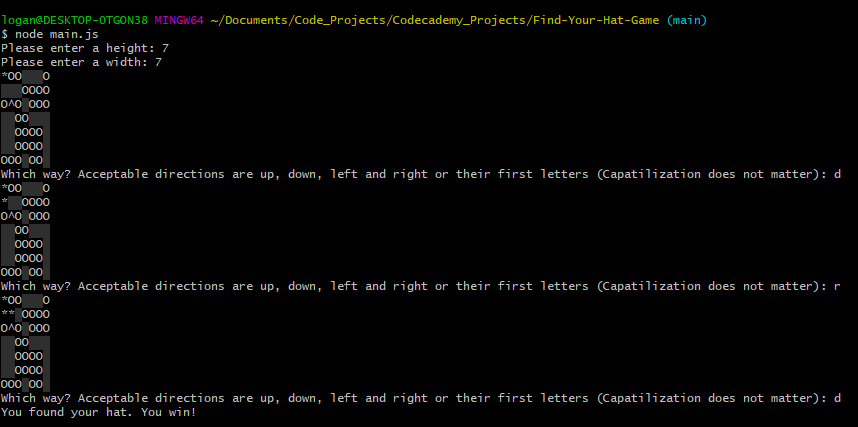 logan@DESKTOP-OTGON38 MINGW64 ~/Documents/Code_Projects/Codecademy_Projects/Find-Your-Hat-Game (main)
$ node main.js
Please enter a height: 7
Please enter a width: 7
*OO░░░O
░░░OOOO
O^O░OOO
░░OO░░░
░░OOOO░
░░OOOO░
OOO░OO░
Which way? Acceptable directions are up, down, left and right or their first letters (Capatilization does not matter): d
*OO░░░O
*░░OOOO
O^O░OOO
░░OO░░░
░░OOOO░
░░OOOO░
OOO░OO░
Which way? Acceptable directions are up, down, left and right or their first letters (Capatilization does not matter): r
*OO░░░O
**░OOOO
O^O░OOO
░░OO░░░
░░OOOO░
░░OOOO░
OOO░OO░
Which way? Acceptable directions are up, down, left and right or their first letters (Capatilization does not matter): d
You found your hat. You win!